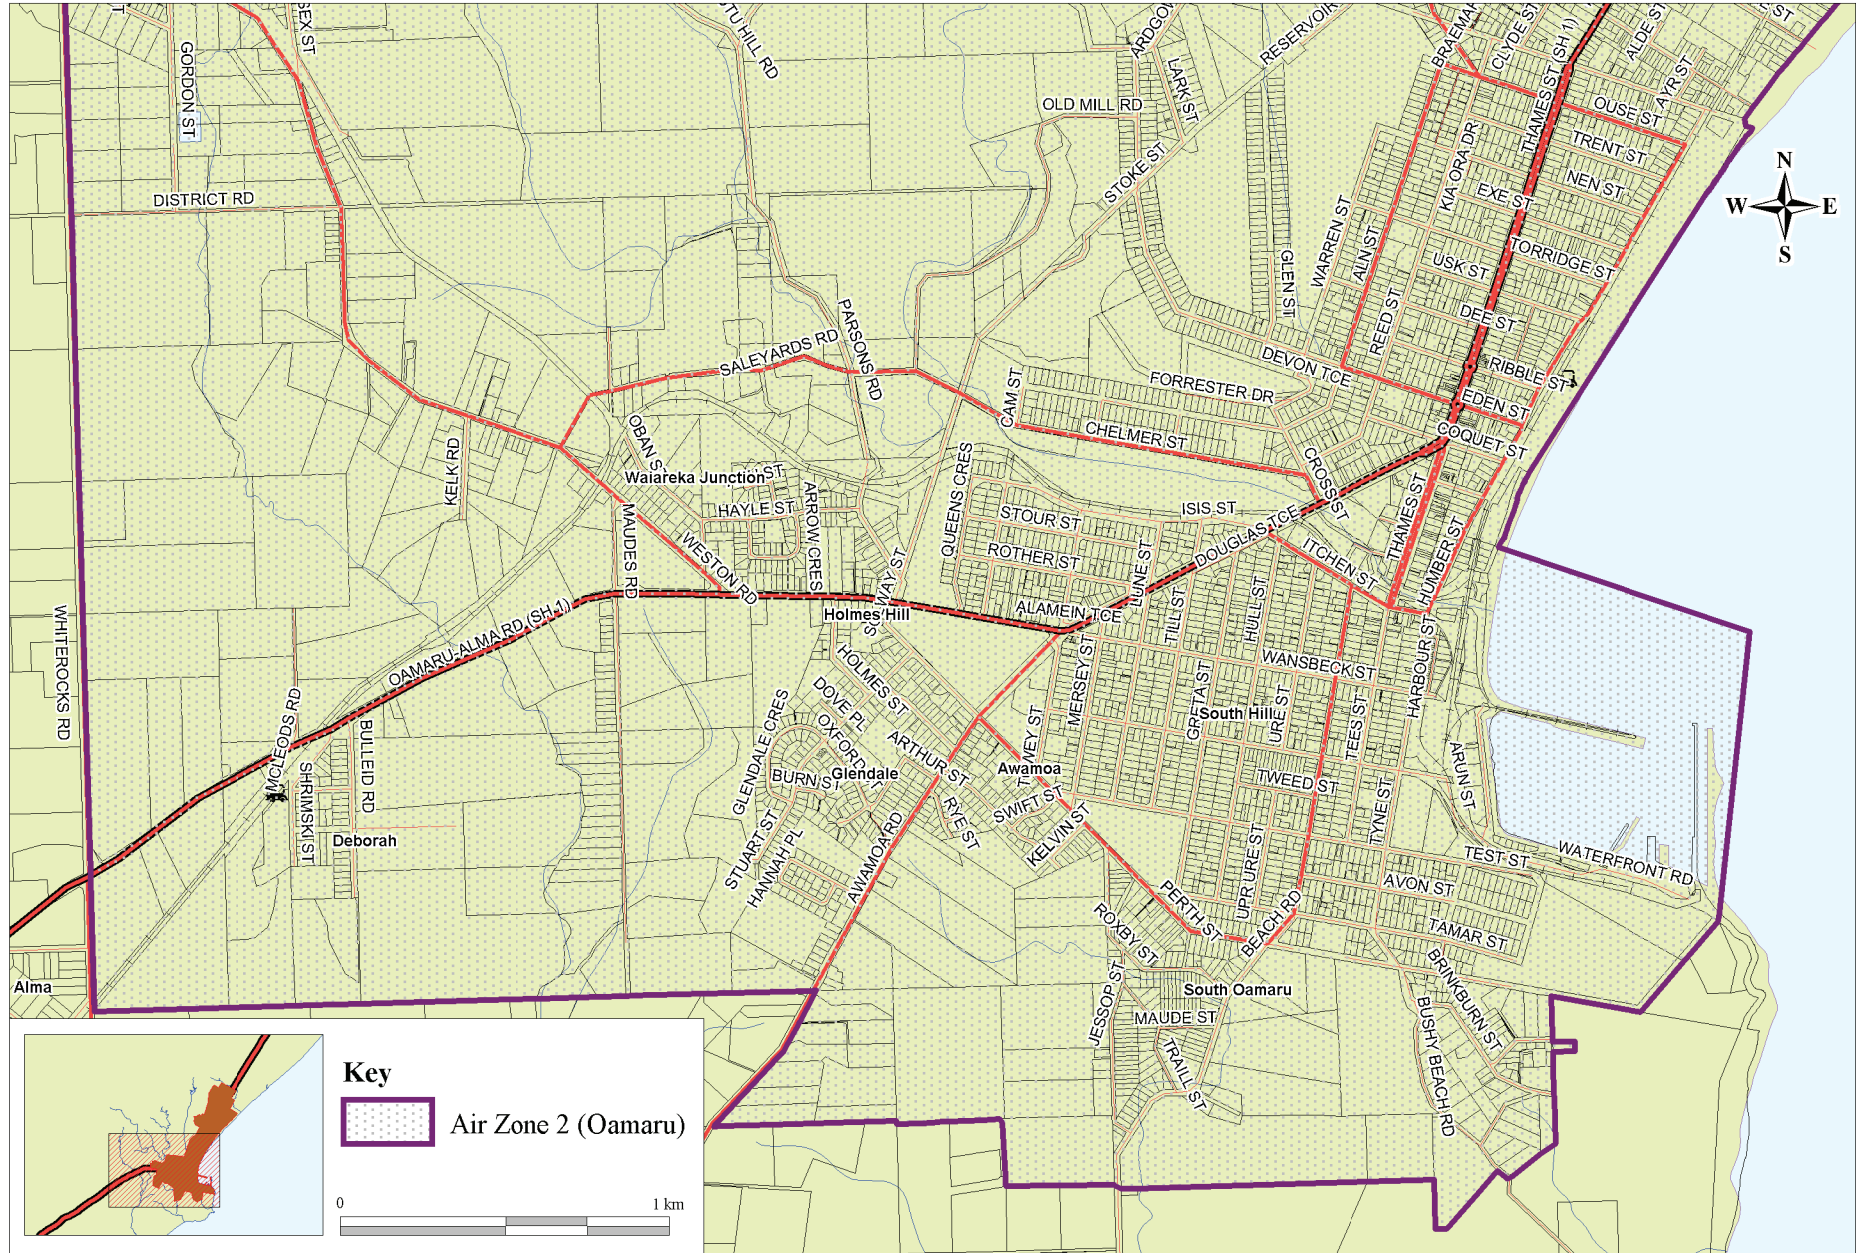 GORDON ST
HILL RD
RESERVOIR
LARK ST
CLYDE ST
THAMES ST (SH 1)
ALDE ST
AYR ST
OLD MILL RD
OUSE ST
TRENT ST
KIA ORA DR
STOKE ST
NEN ST
EXE ST
N
W
E
S
DISTRICT RD
WARREN ST
ALN ST
TORRIDGE ST
USK ST
GLEN ST
REED ST
DEE ST
PARSONS RD
SALEYARDS RD
DEVON TCE
RIBBLE ST
FORRESTER DR
CAM ST
EDEN ST
CHELMER ST
COQUET ST
OBAN ST
KELK RD
Waiareka Junction
ST
QUEENS CRES
CROSS ST
ARROW CRES
HAYLE ST
STOUR ST
ISIS ST
THAMES ST
MAUDES RD
WESTON RD
ROTHER ST
LUNE ST
DOUGLAS TCE
ITCHEN ST
HUMBER ST
WHITEROCKS RD
OAMARU-ALMA RD (SH 1)
Holmes Hill
ALAMEIN TCE
TILL ST
HULL ST
HARBOUR ST
MERSEY ST
WANSBECK ST
HOLMES ST
DOVE PL
GRETA ST
URE ST
TEES ST
South Hill
MCLEODS RD
BULLEID RD
GLENDALE CRES
OXFORD ST
ARTHUR ST
Awamoa
BURN ST
Glendale
TWEED ST
ARUN ST
SHRIMSKI ST
SWIFT ST
RYE ST
KELVIN ST
TYNE ST
Deborah
STUART ST
HANNAH PL
AWAMOA RD
UPR URE ST
TEST ST
WATERFRONT RD
AVON ST
PERTH ST
BEACH RD
ROXBY ST
TAMAR ST
BRINKBURN ST
Alma
South Oamaru
JESSOP ST
MAUDE ST
TRAILL ST
BUSHY BEACH RD
Key
Air Zone 2 (Oamaru)
0
1 km